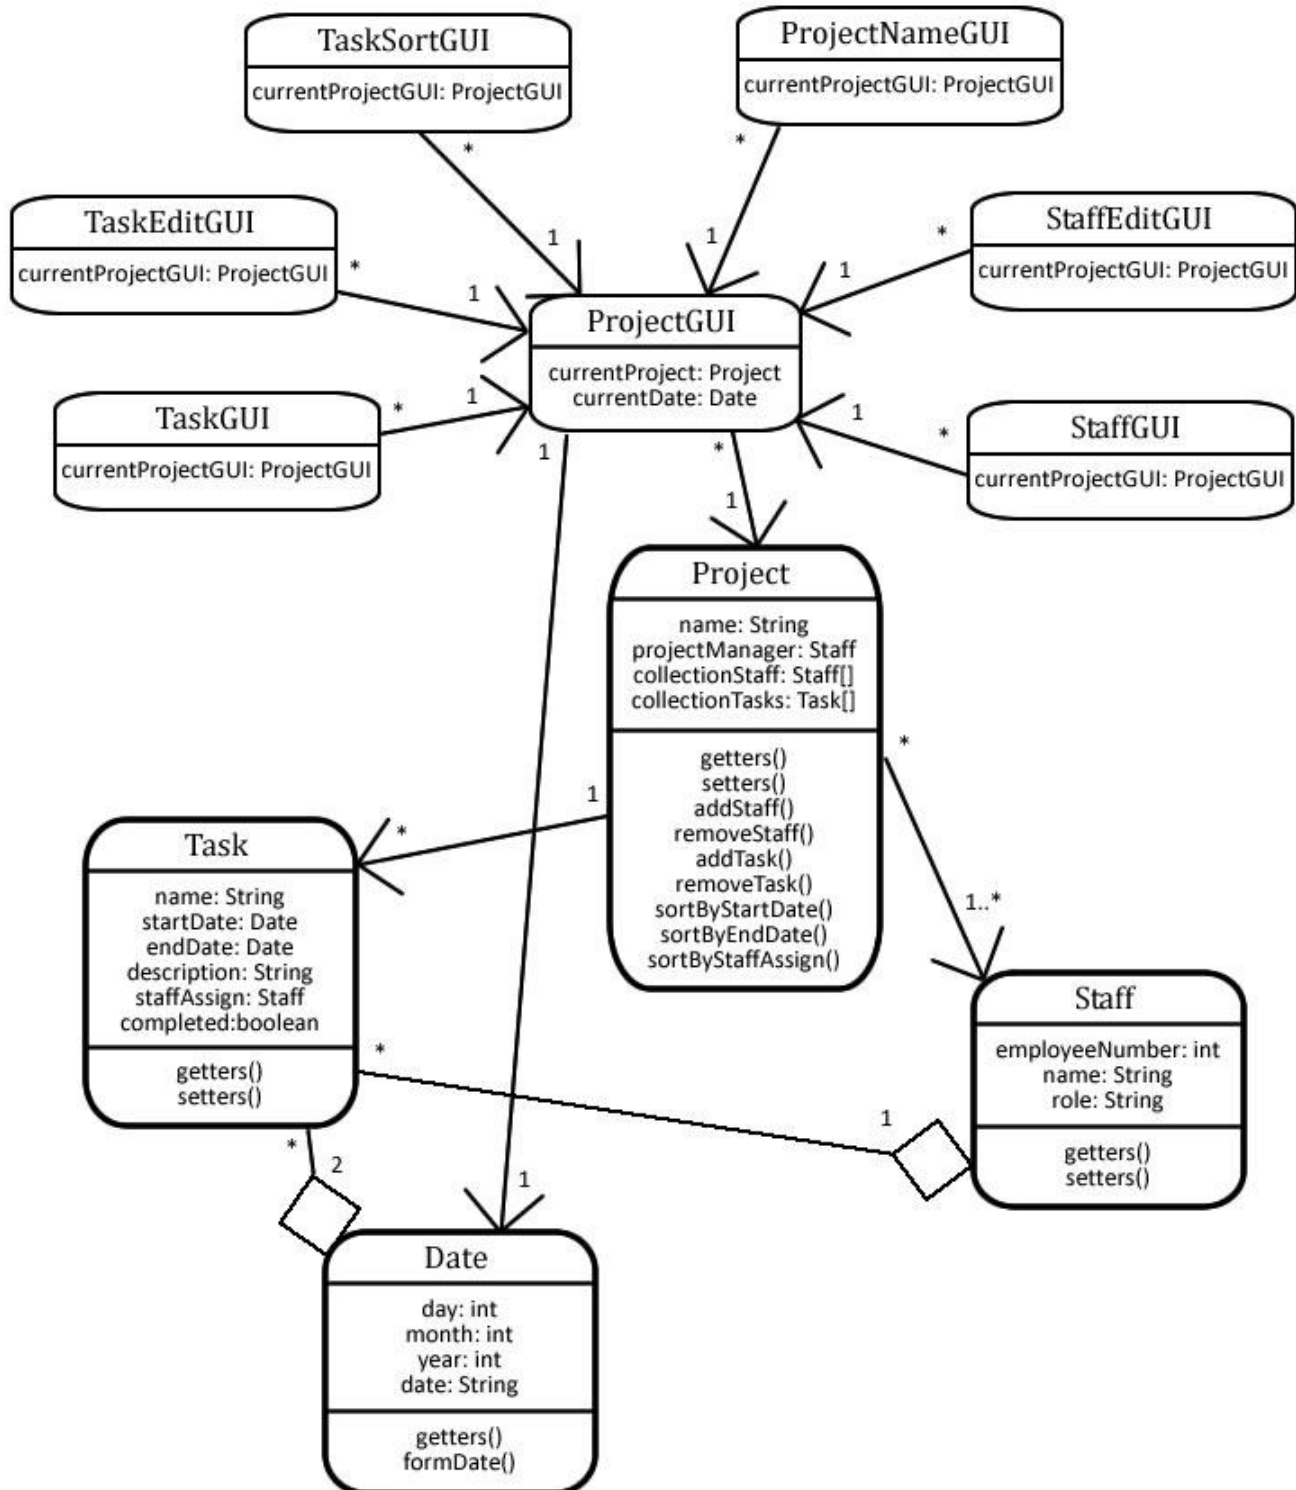 TaskSortGUI
currentProjectGUI: ProjectGUI
*
1
ProjectNameGUI
currentProjectGUI: ProjectGUI
*
1
TaskEditGUI
currentProjectGUI: ProjectGUI
*
1
StaffEditGUI
currentProjectGUI: ProjectGUI
*
1
ProjectGUI
currentProject: Project
currentDate: Date
1
*
1
TaskGUI
currentProjectGUI: ProjectGUI
*
1
StaffGUI
currentProjectGUI: ProjectGUI
*
1
Project
name: String
projectManager: Staff
collectionStaff: Staff[]
collectionTasks: Task[]
getters()
setters()
addStaff()
removeStaff()
addTask()
removeTask()
sortByStartDate()
sortByEndDate()
sortByStaffAssign()
1
*
*
1..*
Task
name: String
startDate: Date
endDate: Date
description: String
staffAssign: Staff
completed:boolean
getters()
setters()
*
1
*
2
1
Staff
employeeNumber: int
name: String
role: String
getters()
setters()
Date
day: int
month: int
year: int
date: String
getters()
formDate()